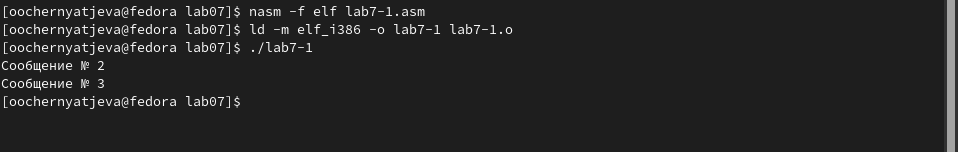 [oochernyatjeva@fedora lab07]$ nasm -f elf lab7-1.asm
[oochernyatjeva@fedora lab07]$ ld -m elf_i386 -o lab7-1 lab7-1.o
[oochernyatjeva@fedora lab07]$ ./lab7-1
Сообщение № 2
Сообщение № 3
[oochernyatjeva@fedora lab07]$